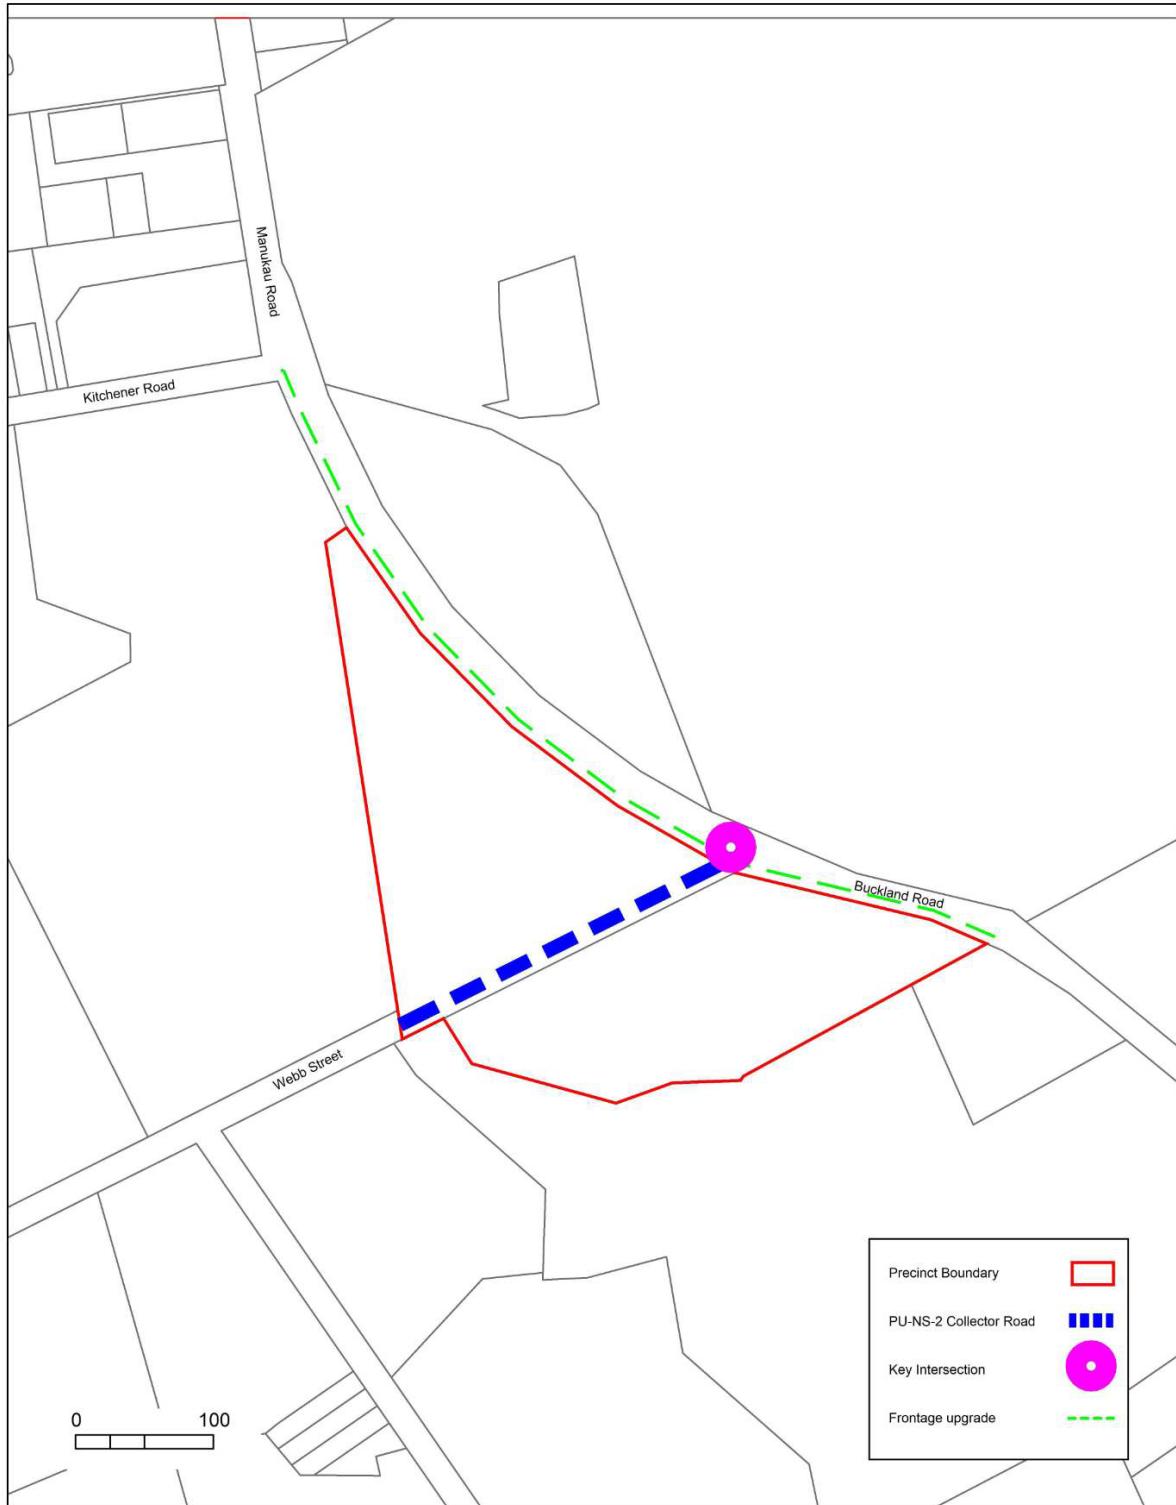 Manukau Road
Kitchener Road
Buckland Road
Webb Street
Precinct Boundary
PU-NS-2 Collector Road
Key Intersection
Frontage upgrade
0 100